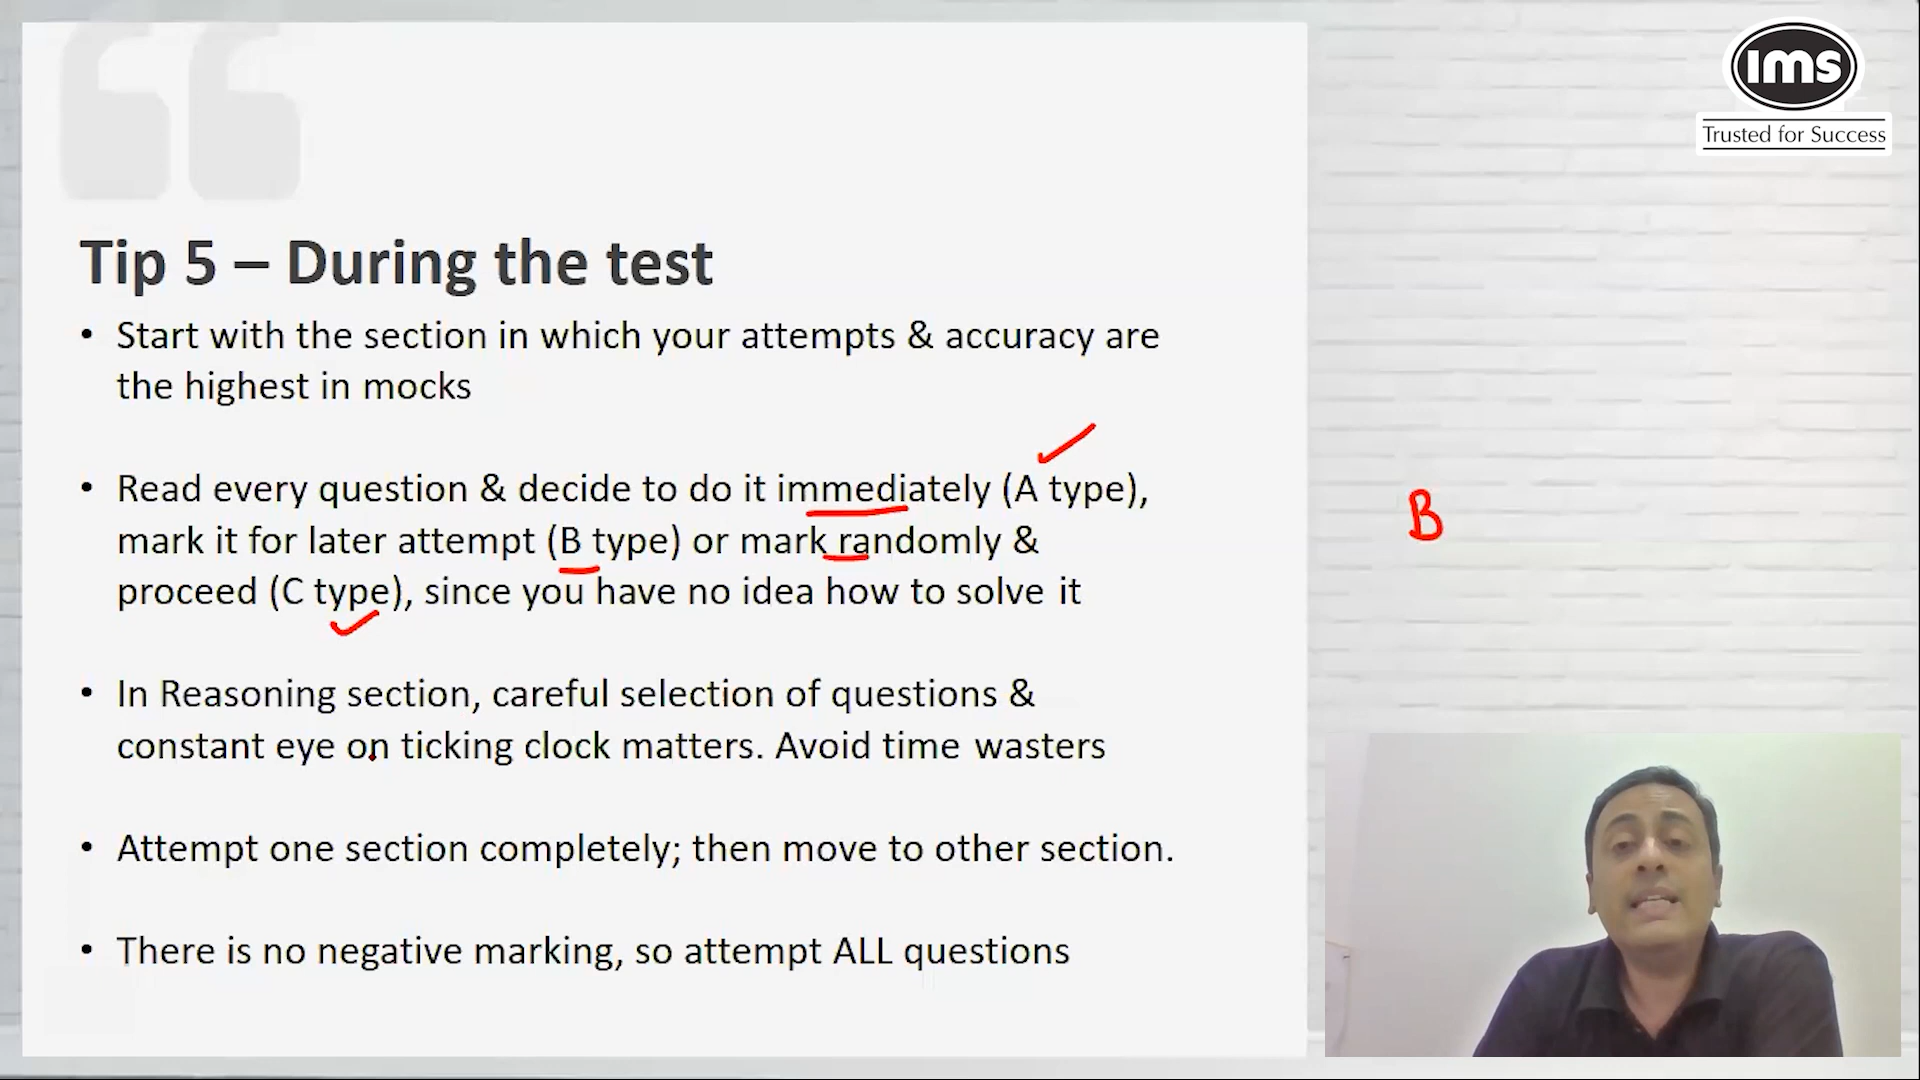 ims
Trusted for Success
Tip 5 – During the test
• Start with the section in which your attempts & accuracy are
the highest in mocks
• Read every question & decide to do it immediately (A type),
mark it for later attempt (B type) or mark randomly &
proceed (C type), since you have no idea how to solve it
B
• In Reasoning section, careful selection of questions &
constant eye on ticking clock matters. Avoid time wasters
• Attempt one section completely; then move to other section.
• There is no negative marking, so attempt ALL questions